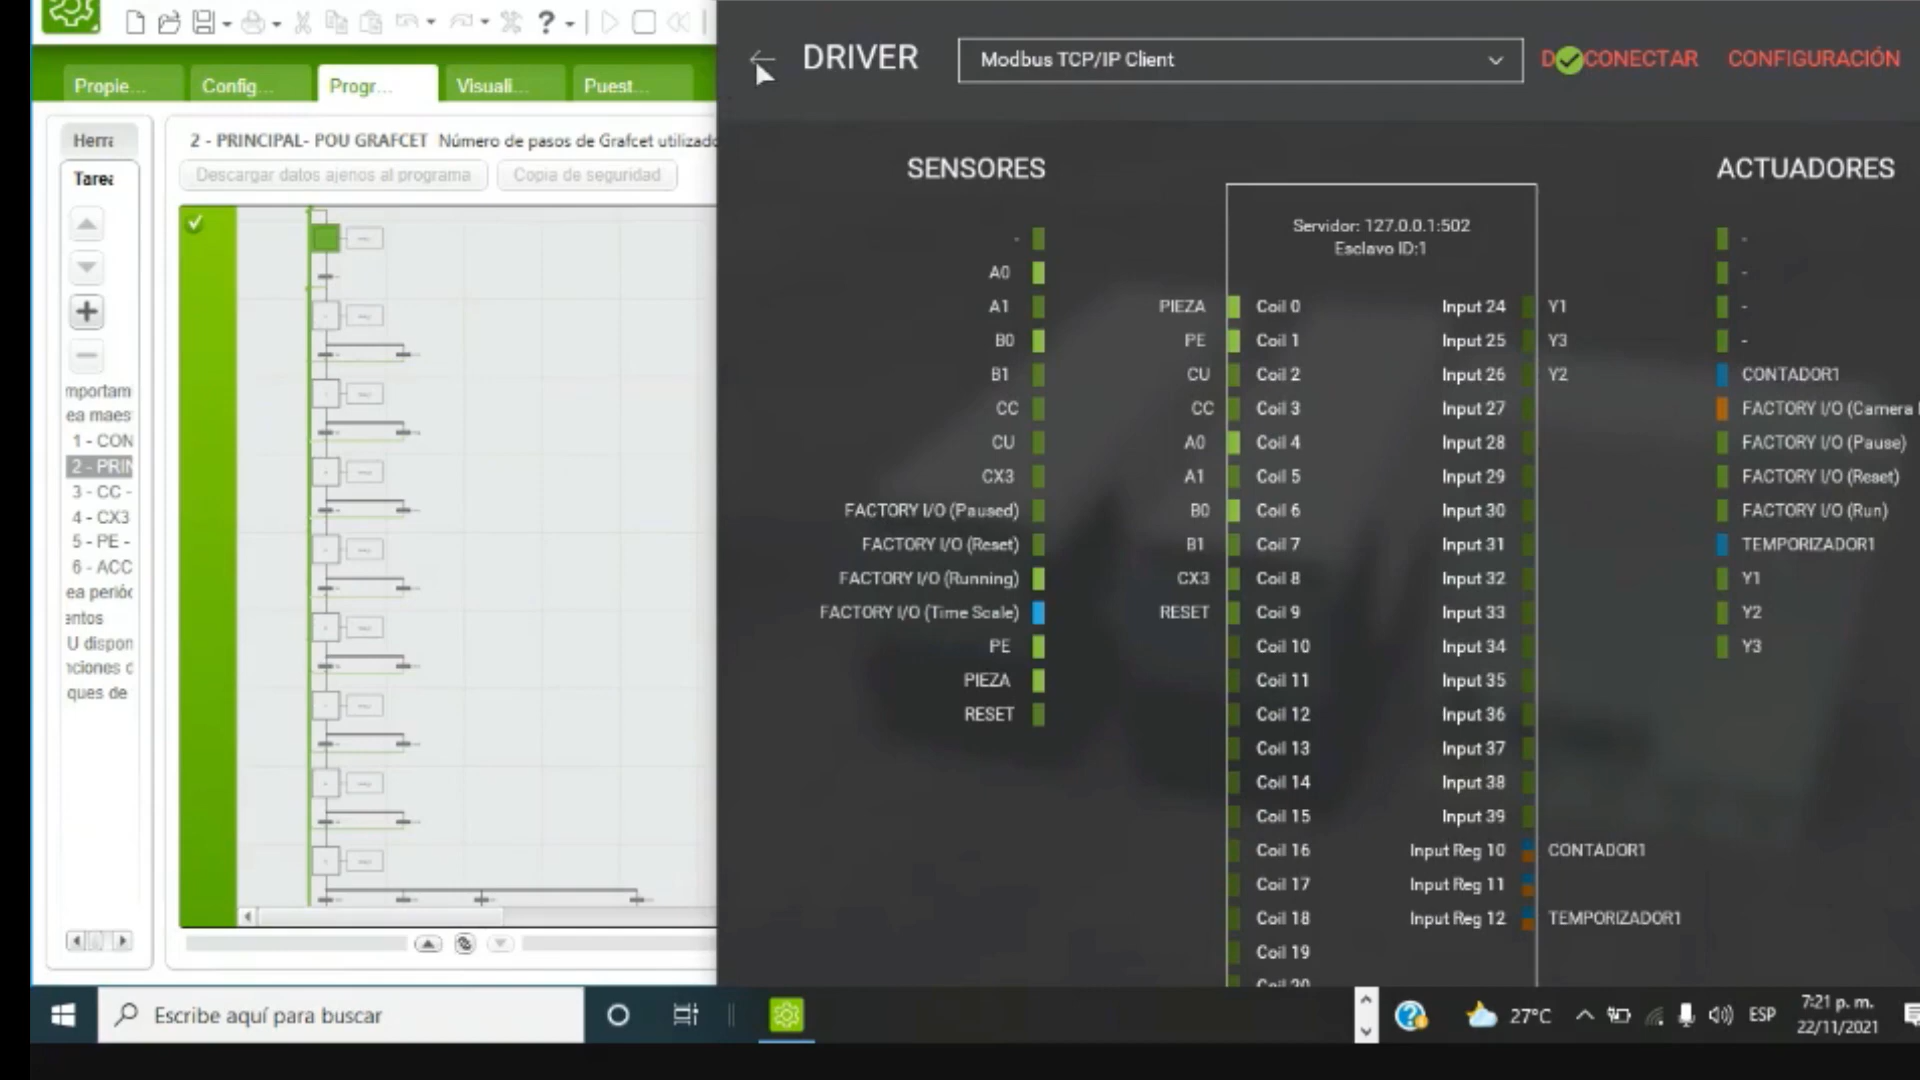 Propie...
Config...
Progr...
Visuali...
Puest...
Herra
Tarea
mportam
ea maes
1 - CON
2 - PRIN
3 - CC -
4 - CX3
5 - PE -
6 - ACC
ea periód
entos
U dispon
nciones d
ques de
2 - PRINCIPAL- POU GRAFCET Número de pasos de Grafcet utilizado
Descargar datos ajenos al programa
Copia de seguridad
DRIVER
Modbus TCP/IP Client
D CONECTAR
CONFIGURACIÓN
SENSORES
-
A0
A1
B0
B1
CC
CU
CX3
FACTORY I/O (Paused)
FACTORY I/O (Reset)
FACTORY I/O (Running)
FACTORY I/O (Time Scale)
PE
PIEZA
RESET
Servidor: 127.0.0.1:502
Esclavo ID:1
PIEZA Coil 0 Input 24 Y1
PE Coil 1 Input 25 Y3
CU Coil 2 Input 26 Y2
CC Coil 3 Input 27
A0 Coil 4 Input 28
A1 Coil 5 Input 29
B0 Coil 6 Input 30
B1 Coil 7 Input 31
CX3 Coil 8 Input 32
RESET Coil 9 Input 33
Coil 10 Input 34
Coil 11 Input 35
Coil 12 Input 36
Coil 13 Input 37
Coil 14 Input 38
Coil 15 Input 39
Coil 16 Input Reg 10 CONTADOR1
Coil 17 Input Reg 11
Coil 18 Input Reg 12 TEMPORIZADOR1
Coil 19
Coil 20
ACTUADORES
-
-
-
-
CONTADOR1
FACTORY I/O (Camera
FACTORY I/O (Pause)
FACTORY I/O (Reset)
FACTORY I/O (Run)
TEMPORIZADOR1
Y1
Y2
Y3
Escribe aquí para buscar
27°C
ESP
7:21 p. m.
22/11/2021